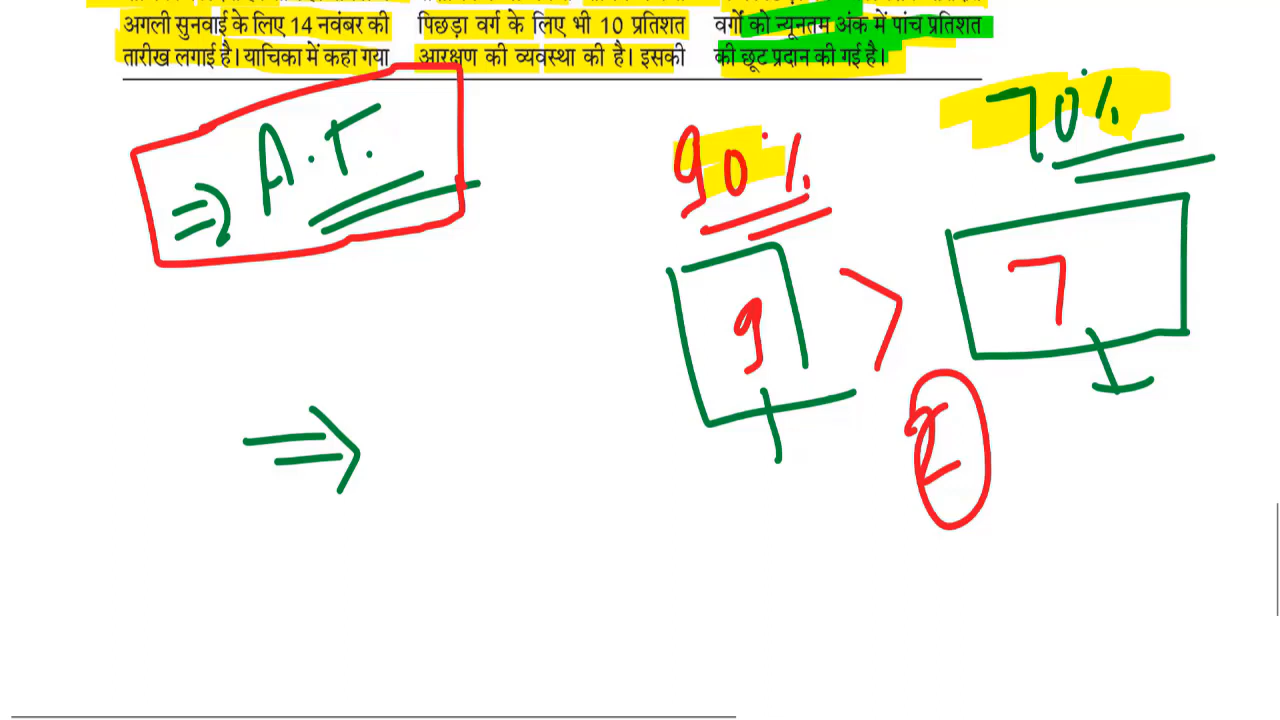 अगली सुनवाई के लिए 14 नवंबर की
तारीख लगाई है। याचिका में कहा गया
पिछड़ा वर्ग के लिए भी 10 प्रतिशत
आरक्षण की व्यवस्था की है। इसकी
वर्गों को न्यूनतम अंक में पांच प्रतिशत
की छूट प्रदान की गई है।
⇒ A.T.
90%
70%
9 > 7
2
⇒